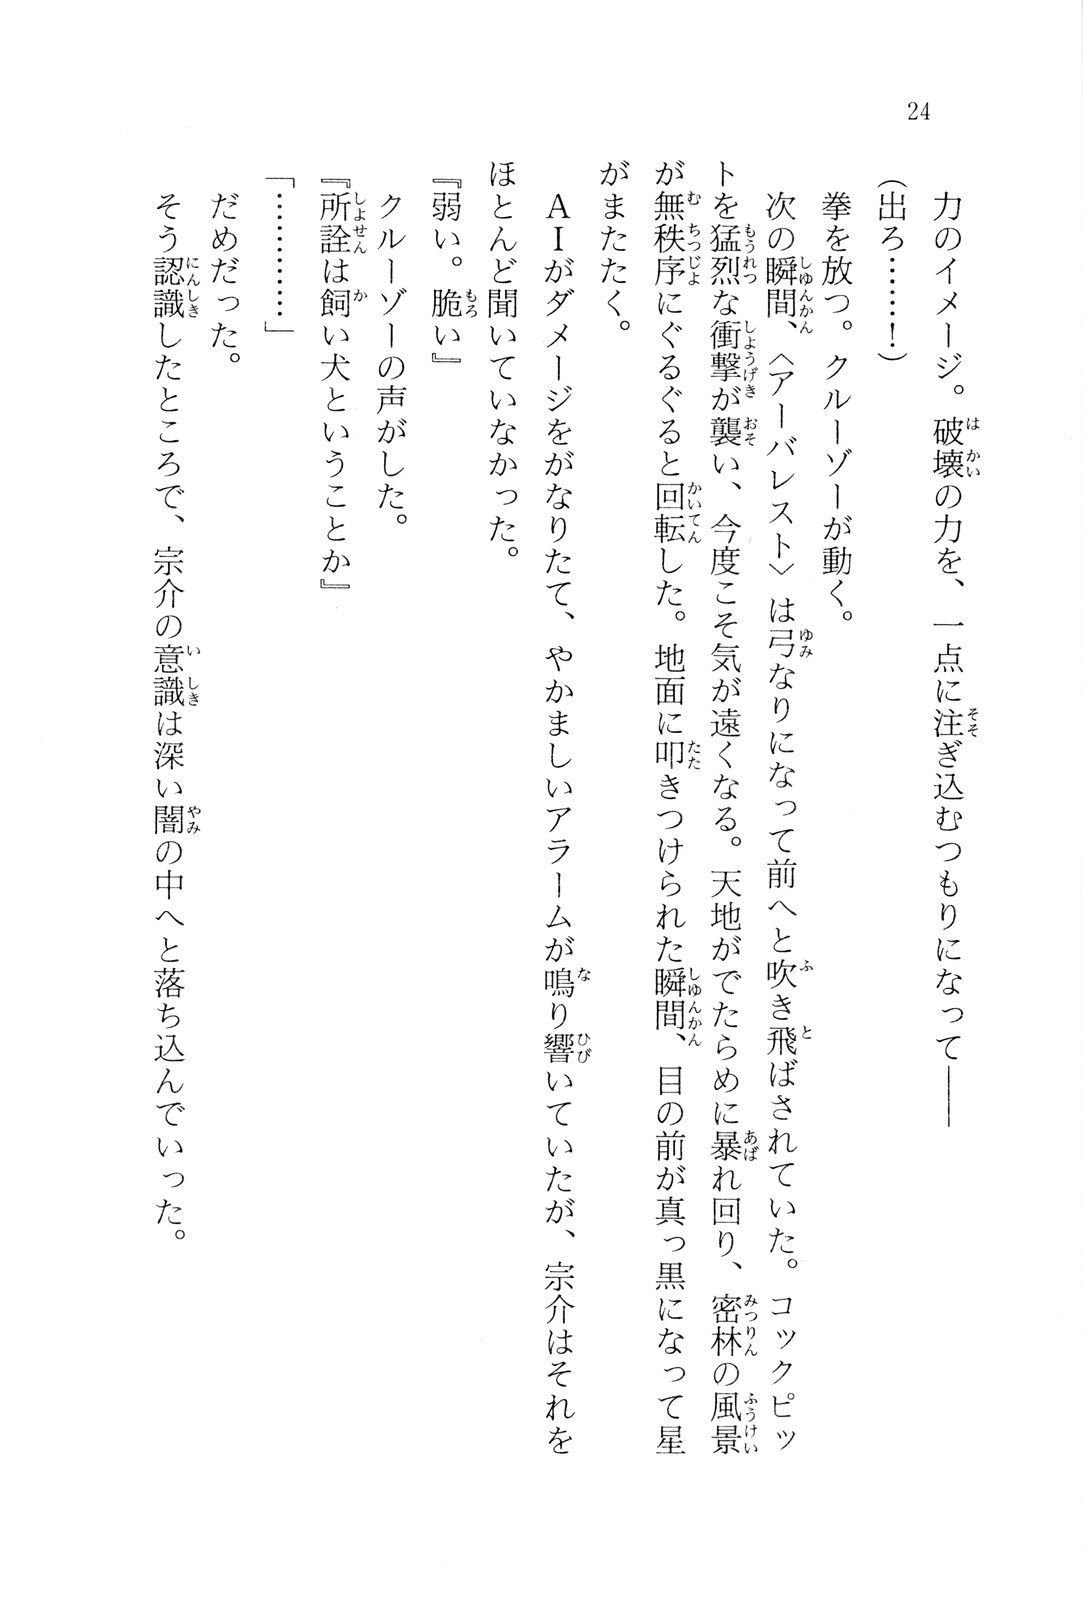 24
力のイメージ。破壊の力を、一点に注ぎ込むつもりになって――
（出ろ……！）
拳を放つ。クルーゾーが動く。
次の瞬間、〈アーバレスト〉は弓なりになって前へと吹き飛ばされていた。コックピッ
トを猛烈な衝撃が襲い、今度こそ気が遠くなる。天地がでたらめに暴れ回り、密林の風景
が無秩序にぐるぐると回転した。地面に叩きつけられた瞬間、目の前が真っ黒になって星
がまたたく。
ＡＩがダメージをがなりたて、やかましいアラームが鳴り響いていたが、宗介はそれを
ほとんど聞いていなかった。
『弱い。脆い』
クルーゾーの声がした。
『所詮は飼い犬ということか』
「…………」
だめだった。
そう認識したところで、宗介の意識は深い闇の中へと落ち込んでいった。